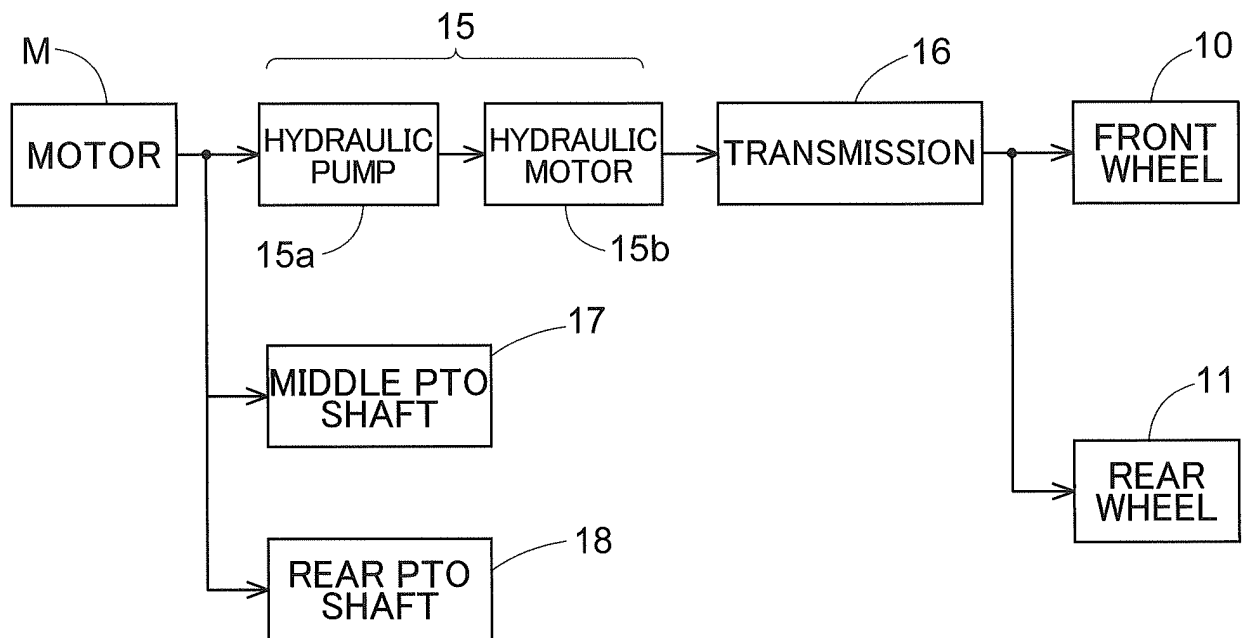 15
M
16
10
MOTOR
HYDRAULIC
PUMP
HYDRAULIC
MOTOR
TRANSMISSION
FRONT
WHEEL
15a
15b
17
MIDDLE PTO
SHAFT
11
REAR
WHEEL
18
REAR PTO
SHAFT